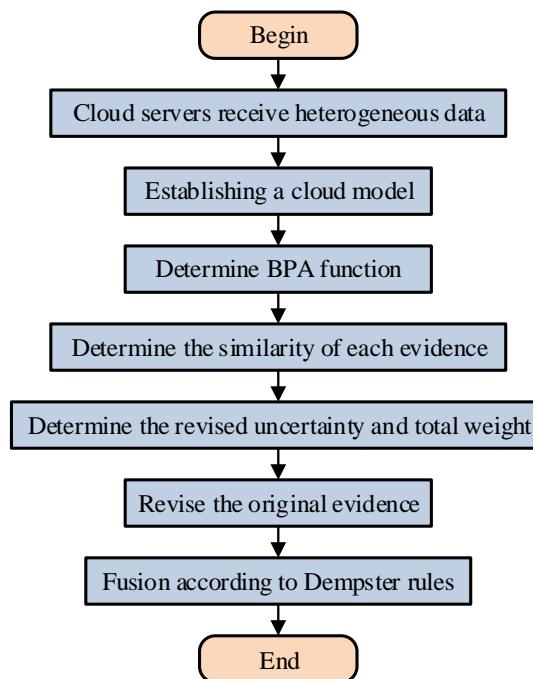 Begin
Cloud servers receive heterogeneous data
Establishing a cloud model
Determine BPA function
Determine the similarity of each evidence
Determine the revised uncertainty and total weight
Revise the original evidence
Fusion according to Dempster rules
End